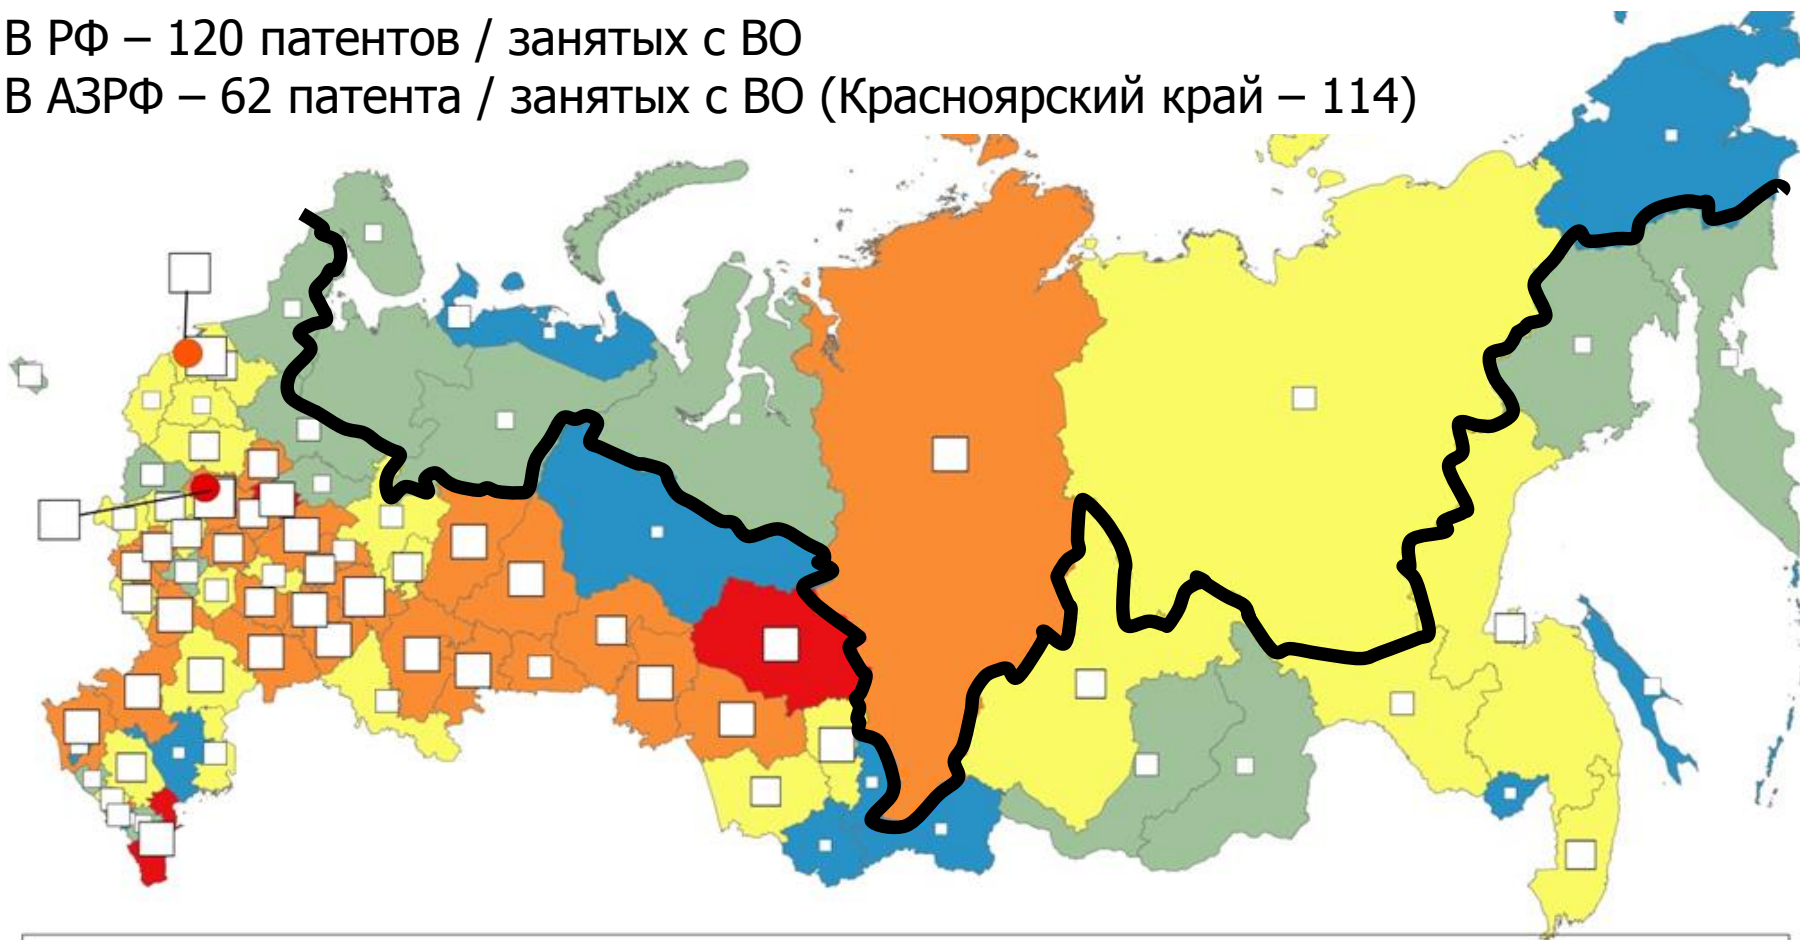 В РФ – 120 патентов / занятых с ВО
В АЗРФ – 62 патента / занятых с ВО (Красноярский край – 114)